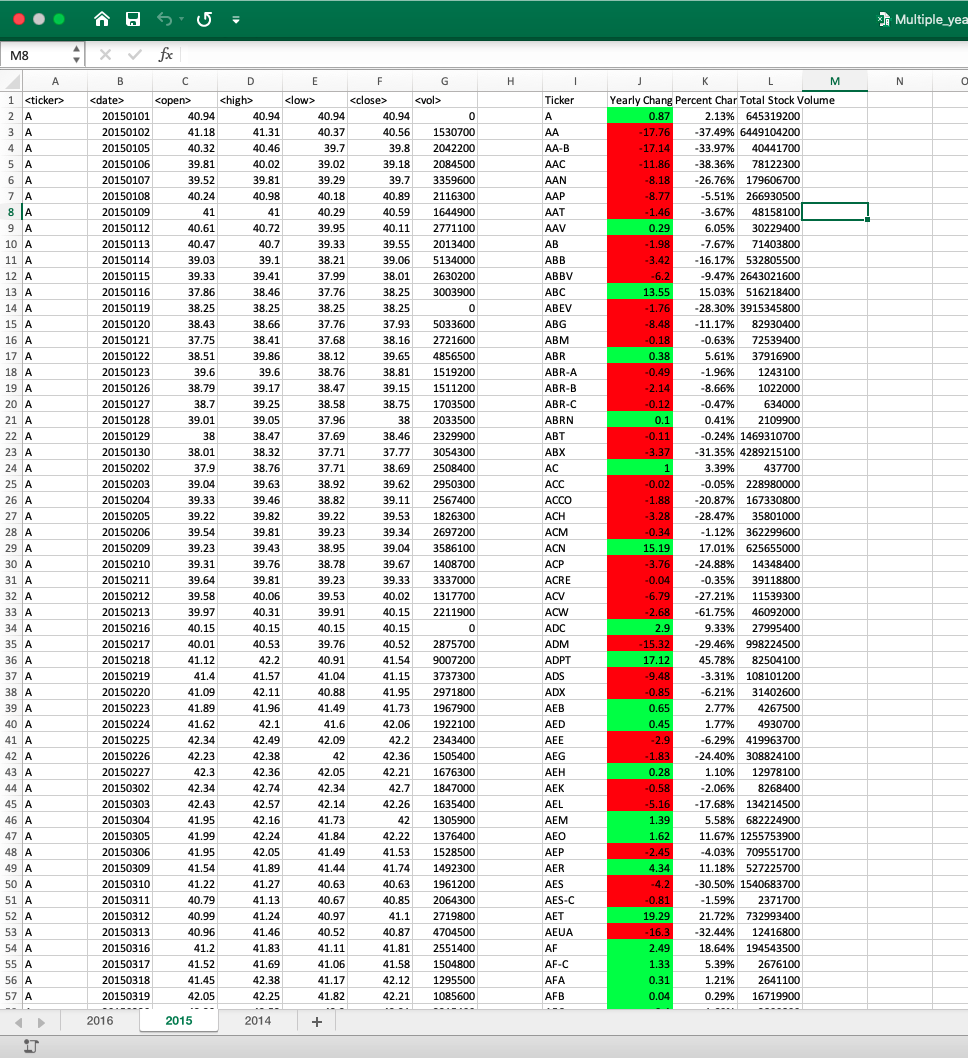 Multiple_yea
M8 fx
A B C D E F G H I J K L M N O
1 <ticker> <date> <open> <high> <low> <close> <vol> Ticker Yearly Chang Percent Char Total Stock Volume
2 A 20150101 40.94 40.94 40.94 40.94 0 A 0.87 2.13% 645319200
3 A 20150102 41.18 41.31 40.37 40.56 1530700 AA -17.76 -37.49% 6449104200
4 A 20150105 40.32 40.46 39.7 39.8 2042200 AA-B -17.14 -33.97% 40441700
5 A 20150106 39.81 40.02 39.02 39.18 2084500 AAC -11.86 -38.36% 78122300
6 A 20150107 39.52 39.81 39.29 39.7 3359600 AAN -8.18 -26.76% 179606700
7 A 20150108 40.24 40.98 40.18 40.89 2116300 AAP -8.77 -5.51% 266930500
8 A 20150109 41 41 40.29 40.59 1644900 AAT -1.46 -3.67% 48158100
9 A 20150112 40.61 40.72 39.95 40.11 2771100 AAV 0.29 6.05% 30229400
10 A 20150113 40.47 40.7 39.33 39.55 2013400 AB -1.98 -7.67% 71403800
11 A 20150114 39.03 39.1 38.21 39.06 5134000 ABB -3.42 -16.17% 532805500
12 A 20150115 39.33 39.41 37.99 38.01 2630200 ABBV -6.2 -9.47% 2643021600
13 A 20150116 37.86 38.46 37.76 38.25 3003900 ABC 13.55 15.03% 516218400
14 A 20150119 38.25 38.25 38.25 38.25 0 ABEV -1.76 -28.30% 3915345800
15 A 20150120 38.43 38.66 37.76 37.93 5033600 ABG -8.48 -11.17% 82930400
16 A 20150121 37.75 38.41 37.68 38.16 2721600 ABM -0.18 -0.63% 72539400
17 A 20150122 38.51 39.86 38.12 39.65 4856500 ABR 0.38 5.61% 37916900
18 A 20150123 39.6 39.6 38.76 38.81 1519200 ABR-A -0.49 -1.96% 1243100
19 A 20150126 38.79 39.17 38.47 39.15 1511200 ABR-B -2.14 -8.66% 1022000
20 A 20150127 38.7 39.25 38.58 38.75 1703500 ABR-C -0.12 -0.47% 634000
21 A 20150128 39.01 39.05 37.96 38 2033500 ABRN 0.1 0.41% 2109900
22 A 20150129 38 38.47 37.69 38.46 2329900 ABT -0.11 -0.24% 1469310700
23 A 20150130 38.01 38.32 37.71 37.77 3054300 ABX -3.37 -31.35% 4289215100
24 A 20150202 37.9 38.76 37.71 38.69 2508400 AC 1 3.39% 437700
25 A 20150203 39.04 39.63 38.92 39.62 2950300 ACC -0.02 -0.05% 228980000
26 A 20150204 39.33 39.46 38.82 39.11 2567400 ACCO -1.88 -20.87% 167330800
27 A 20150205 39.22 39.82 39.22 39.53 1826300 ACH -3.28 -28.47% 35801000
28 A 20150206 39.54 39.81 39.23 39.34 2697200 ACM -0.34 -1.12% 362299600
29 A 20150209 39.23 39.43 38.95 39.04 3586100 ACN 15.19 17.01% 625655000
30 A 20150210 39.31 39.76 38.78 39.67 1408700 ACP -3.76 -24.88% 14348400
31 A 20150211 39.64 39.81 39.23 39.33 3337000 ACRE -0.04 -0.35% 39118800
32 A 20150212 39.58 40.06 39.53 40.02 1317700 ACV -6.79 -27.21% 11539300
33 A 20150213 39.97 40.31 39.91 40.15 2211900 ACW -2.68 -61.75% 46092000
34 A 20150216 40.15 40.15 40.15 40.15 0 ADC 2.9 9.33% 27995400
35 A 20150217 40.01 40.53 39.76 40.52 2875700 ADM -15.32 -29.46% 998224500
36 A 20150218 41.12 42.2 40.91 41.54 9007200 ADPT 17.12 45.78% 82504100
37 A 20150219 41.4 41.57 41.04 41.15 3737300 ADS -9.48 -3.31% 108101200
38 A 20150220 41.09 42.11 40.88 41.95 2971800 ADX -0.85 -6.21% 31402600
39 A 20150223 41.89 41.96 41.49 41.73 1967900 AEB 0.65 2.77% 4267500
40 A 20150224 41.62 42.1 41.6 42.06 1922100 AED 0.45 1.77% 4930700
41 A 20150225 42.34 42.49 42.09 42.2 2343400 AEE -2.9 -6.29% 419963700
42 A 20150226 42.23 42.38 42 42.36 1505400 AEG -1.83 -24.40% 308824100
43 A 20150227 42.3 42.36 42.05 42.21 1676300 AEH 0.28 1.10% 12978100
44 A 20150302 42.34 42.74 42.34 42.7 1847000 AEK -0.58 -2.06% 8268400
45 A 20150303 42.43 42.57 42.14 42.26 1635400 AEL -5.16 -17.68% 134214500
46 A 20150304 41.95 42.16 41.73 42 1305900 AEM 1.39 5.58% 682224900
47 A 20150305 41.99 42.24 41.84 42.22 1376400 AEO 1.62 11.67% 1255753900
48 A 20150306 41.95 42.05 41.49 41.53 1528500 AEP -2.45 -4.03% 709551700
49 A 20150309 41.54 41.89 41.44 41.74 1492300 AER 4.34 11.18% 527225700
50 A 20150310 41.22 41.27 40.63 40.63 1961200 AES -4.2 -30.50% 1540683700
51 A 20150311 40.79 41.13 40.67 40.85 2064300 AES-C -0.81 -1.59% 2371700
52 A 20150312 40.99 41.24 40.97 41.1 2719800 AET 19.29 21.72% 732993400
53 A 20150313 40.96 41.46 40.52 40.87 4704500 AEUA -16.3 -32.44% 12416800
54 A 20150316 41.2 41.83 41.11 41.81 2551400 AF 2.49 18.64% 194543500
55 A 20150317 41.52 41.69 41.06 41.58 1504800 AF-C 1.33 5.39% 2676100
56 A 20150318 41.45 42.38 41.17 42.12 1295500 AFA 0.31 1.21% 2641100
57 A 20150319 42.05 42.25 41.82 42.21 1085600 AFB 0.04 0.29% 16719900
2016 2015 2014 +